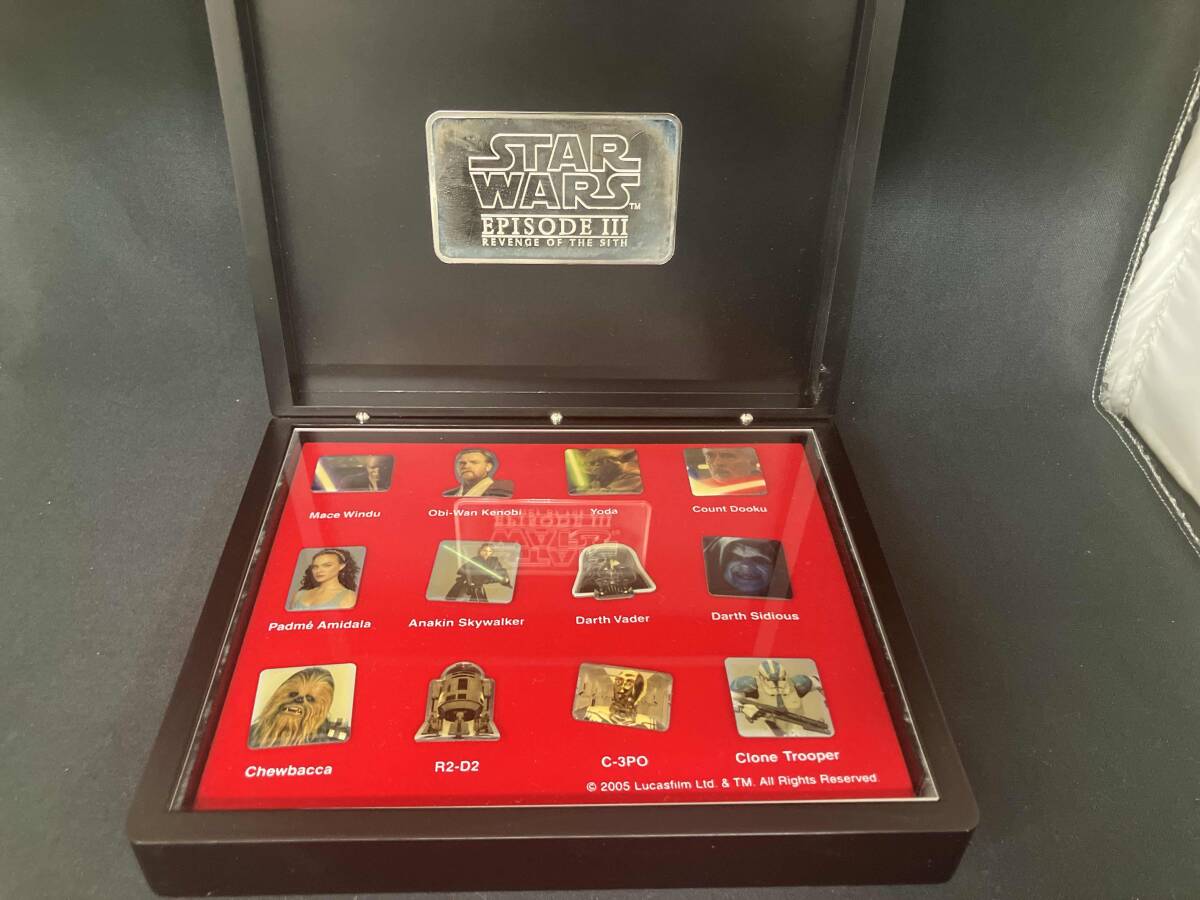 STAR
WARS™
EPISODE III
REVENGE OF THE SITH
Mace Windu
Obi-Wan Kenobi
Yoda
Count Dooku
Padmé Amidala
Anakin Skywalker
Darth Vader
Darth Sidious
Chewbacca
R2-D2
C-3PO
Clone Trooper
© 2005 Lucasfilm Ltd. & TM. All Rights Reserved.